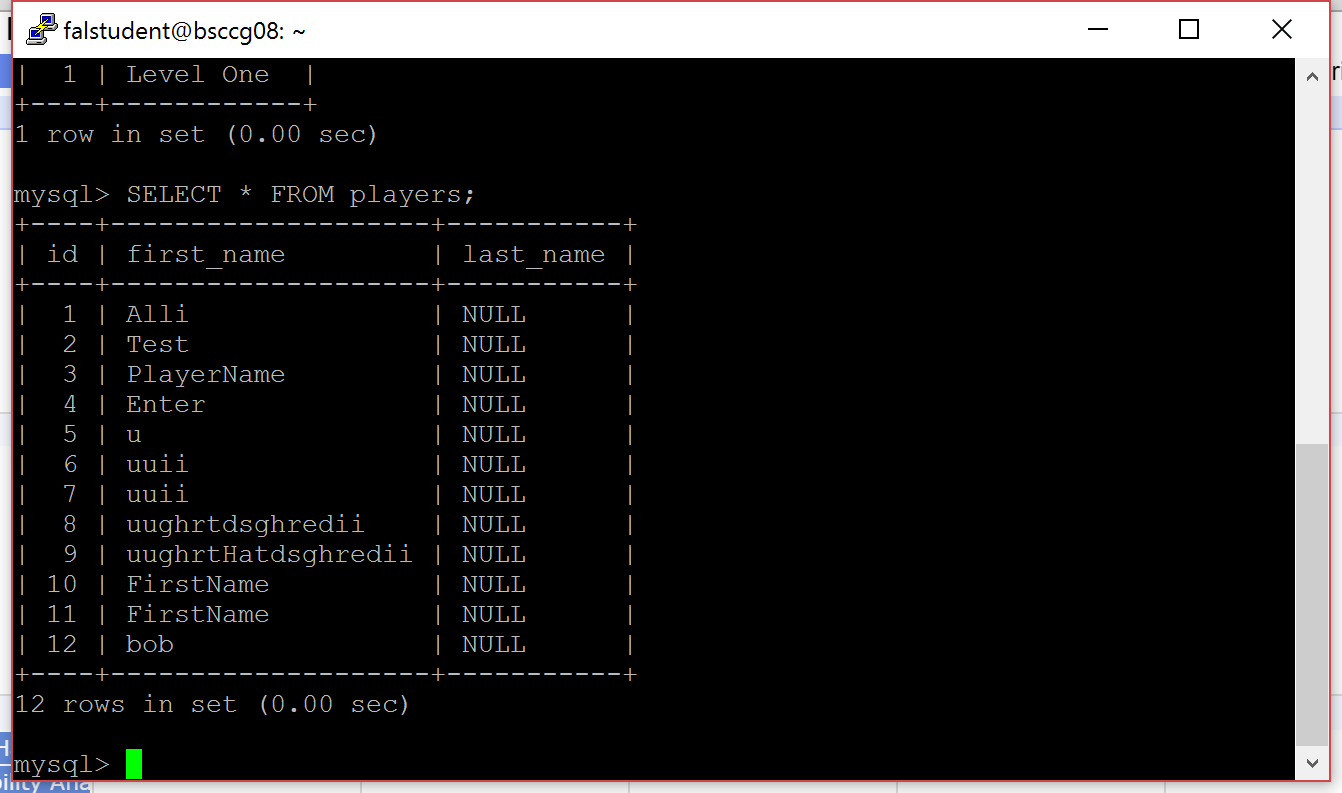 falstudent@bsccg08: ~
|  1 | Level One  |
+----+------------+
1 row in set (0.00 sec)
mysql> SELECT * FROM players;
+----+--------------------+-----------+
| id | first_name         | last_name |
+----+--------------------+-----------+
|  1 | Alli               | NULL      |
|  2 | Test               | NULL      |
|  3 | PlayerName         | NULL      |
|  4 | Enter              | NULL      |
|  5 | u                  | NULL      |
|  6 | uuii               | NULL      |
|  7 | uuii               | NULL      |
|  8 | uughrtdsghredii    | NULL      |
|  9 | uughrtHatdsghredii | NULL      |
| 10 | FirstName          | NULL      |
| 11 | FirstName          | NULL      |
| 12 | bob                | NULL      |
+----+--------------------+-----------+
12 rows in set (0.00 sec)
mysql>